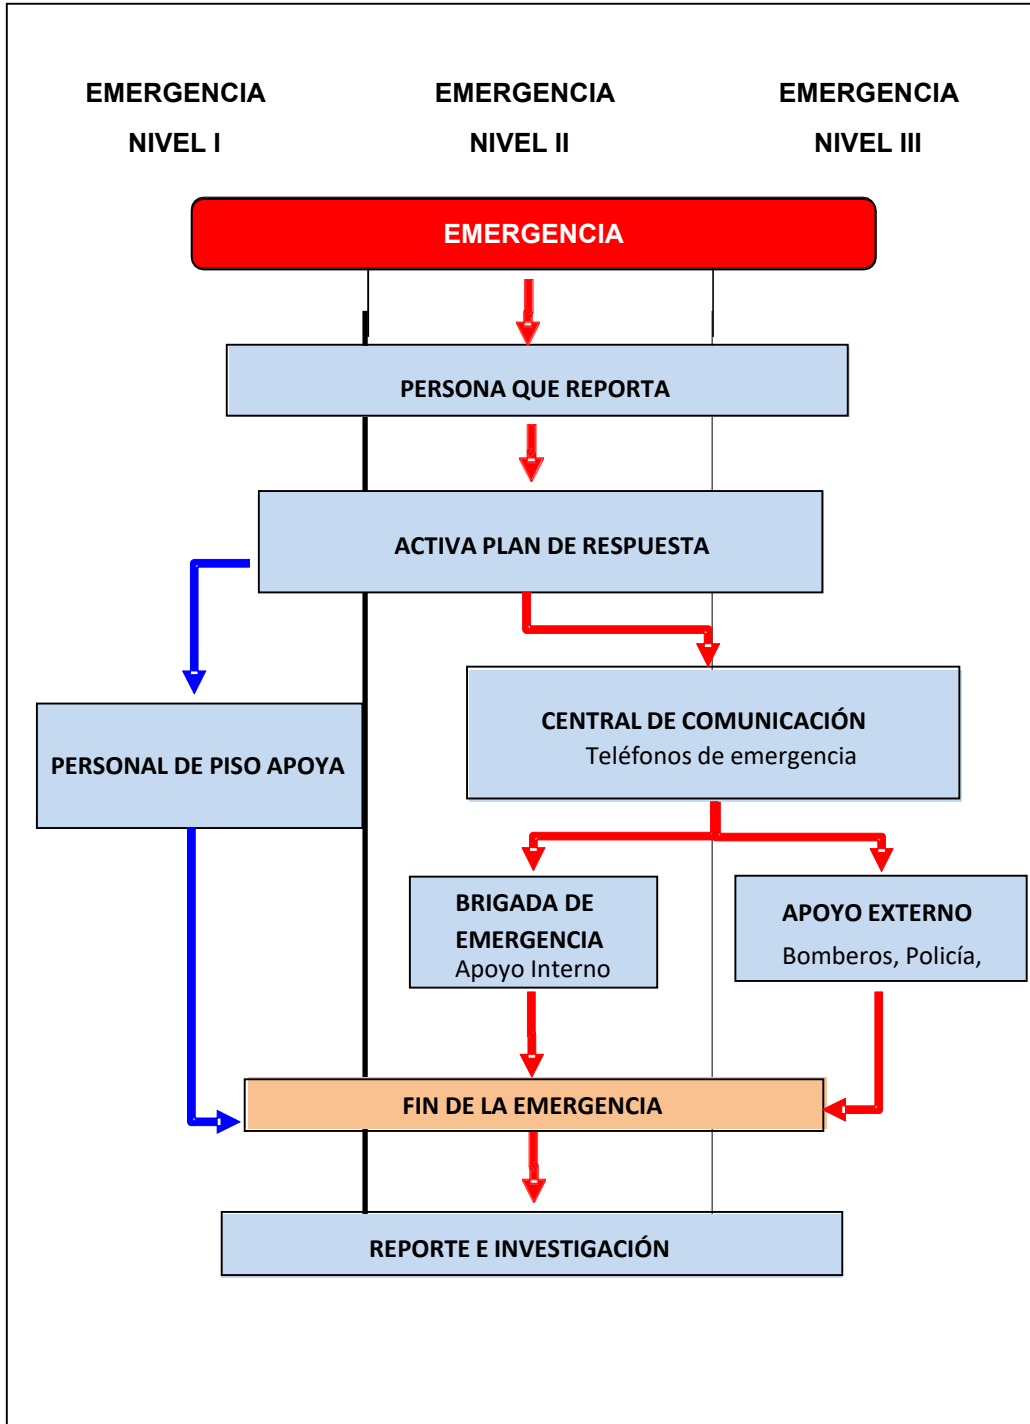 EMERGENCIA
NIVEL I
EMERGENCIA
NIVEL II
EMERGENCIA
NIVEL III
EMERGENCIA
PERSONA QUE REPORTA
ACTIVA PLAN DE RESPUESTA
PERSONAL DE PISO APOYA
CENTRAL DE COMUNICACIÓN
Teléfonos de emergencia
BRIGADA DE
EMERGENCIA
Apoyo Interno
APOYO EXTERNO
Bomberos, Policía,
FIN DE LA EMERGENCIA
REPORTE E INVESTIGACIÓN